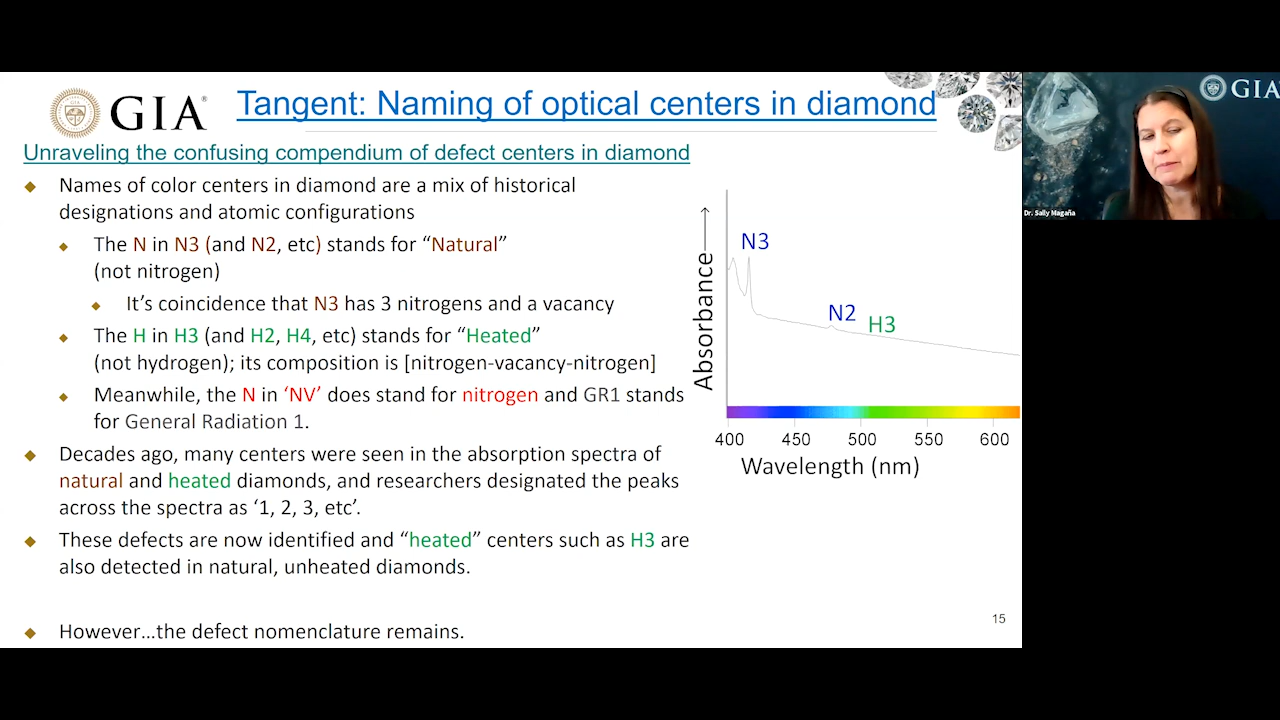 GIA®
Tangent: Naming of optical centers in diamond
Unraveling the confusing compendium of defect centers in diamond
Names of color centers in diamond are a mix of historical
designations and atomic configurations
The N in N3 (and N2, etc) stands for “Natural”
(not nitrogen)
It’s coincidence that N3 has 3 nitrogens and a vacancy
The H in H3 (and H2, H4, etc) stands for “Heated”
(not hydrogen); its composition is [nitrogen-vacancy-nitrogen]
Meanwhile, the N in ‘NV’ does stand for nitrogen and GR1 stands
for General Radiation 1.
Decades ago, many centers were seen in the absorption spectra of
natural and heated diamonds, and researchers designated the peaks
across the spectra as ‘1, 2, 3, etc’.
These defects are now identified and “heated” centers such as H3 are
also detected in natural, unheated diamonds.
However…the defect nomenclature remains.
Absorbance
N3
N2
H3
400 450 500 550 600
Wavelength (nm)
15
GIA
Dr. Sally Magaña